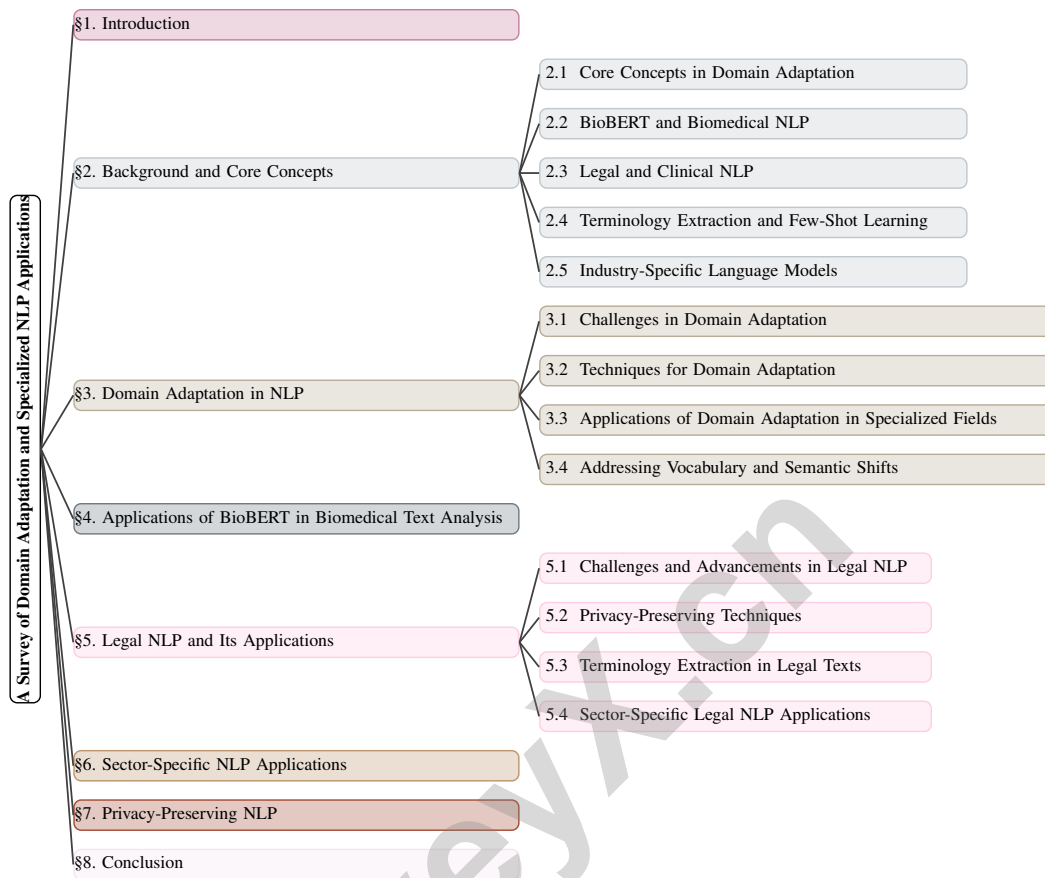 A Survey of Domain Adaptation and Specialized NLP Applications
§1. Introduction
§2. Background and Core Concepts
2.1 Core Concepts in Domain Adaptation
2.2 BioBERT and Biomedical NLP
2.3 Legal and Clinical NLP
2.4 Terminology Extraction and Few-Shot Learning
2.5 Industry-Specific Language Models
§3. Domain Adaptation in NLP
3.1 Challenges in Domain Adaptation
3.2 Techniques for Domain Adaptation
3.3 Applications of Domain Adaptation in Specialized Fields
3.4 Addressing Vocabulary and Semantic Shifts
§4. Applications of BioBERT in Biomedical Text Analysis
§5. Legal NLP and Its Applications
5.1 Challenges and Advancements in Legal NLP
5.2 Privacy-Preserving Techniques
5.3 Terminology Extraction in Legal Texts
5.4 Sector-Specific Legal NLP Applications
§6. Sector-Specific NLP Applications
§7. Privacy-Preserving NLP
§8. Conclusion
eyX.cn